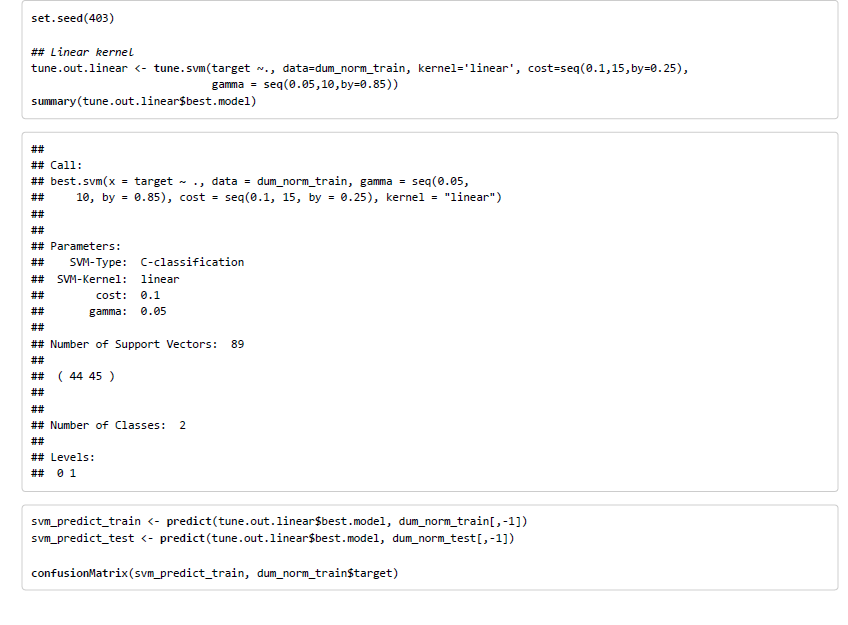 set.seed(403)
## Linear kernel
tune.out.linear <- tune.svm(target ~., data=dum_norm_train, kernel='linear', cost=seq(0.1,15,by=0.25),
gamma = seq(0.05,10,by=0.85))
summary(tune.out.linear$best.model)
##
## Call:
## best.svm(x = target ~ ., data = dum_norm_train, gamma = seq(0.05,
##     10, by = 0.85), cost = seq(0.1, 15, by = 0.25), kernel = "linear")
##
##
## Parameters:
##    SVM-Type:  C-classification
##  SVM-Kernel:  linear
##        cost:  0.1
##       gamma:  0.05
##
## Number of Support Vectors:  89
##
##  ( 44 45 )
##
##
## Number of Classes:  2
##
## Levels:
##  0 1
svm_predict_train <- predict(tune.out.linear$best.model, dum_norm_train[,-1])
svm_predict_test <- predict(tune.out.linear$best.model, dum_norm_test[,-1])
confusionMatrix(svm_predict_train, dum_norm_train$target)